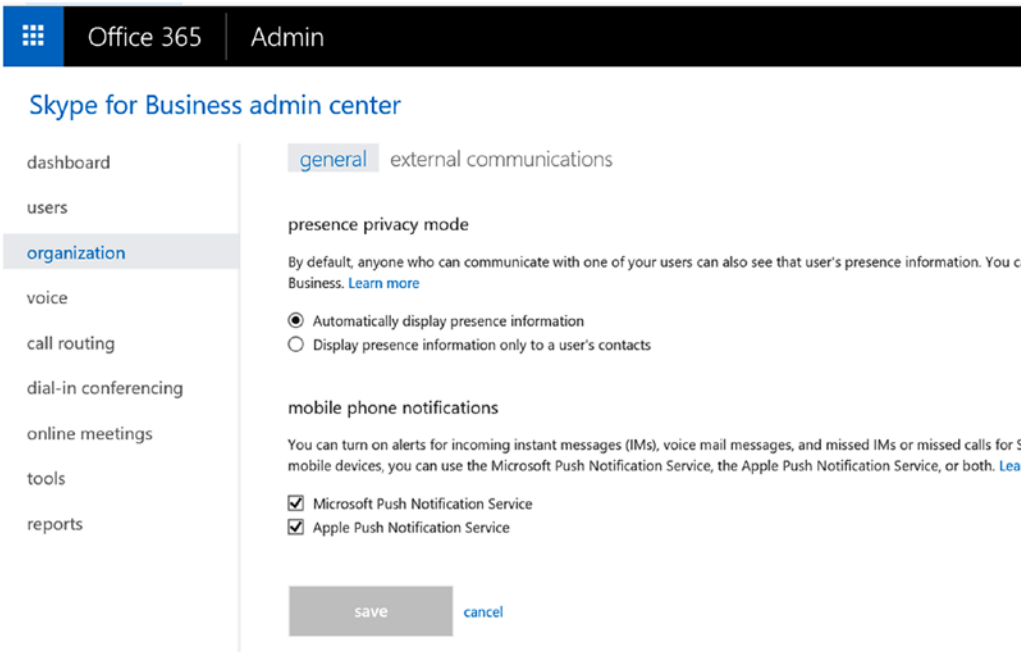 Office 365 Admin
Skype for Business admin center
dashboard
users
organization
voice
call routing
dial-in conferencing
online meetings
tools
reports
general external communications
presence privacy mode
By default, anyone who can communicate with one of your users can also see that user's presence information. You
Business. Learn more
Automatically display presence information
Display presence information only to a user's contacts
mobile phone notifications
You can turn on alerts for incoming instant messages (IMs), voice mail messages, and missed IMs or missed calls for
mobile devices, you can use the Microsoft Push Notification Service, the Apple Push Notification Service, or both.
Microsoft Push Notification Service
Apple Push Notification Service
save cancel